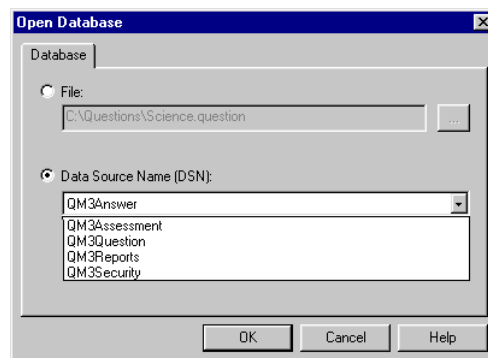 Open Database
Database
File:
C:\Questions\Science.question
...
Data Source Name (DSN):
QM3Answer
QM3Assessment
QM3Question
QM3Reports
QM3Security
OK Cancel Help